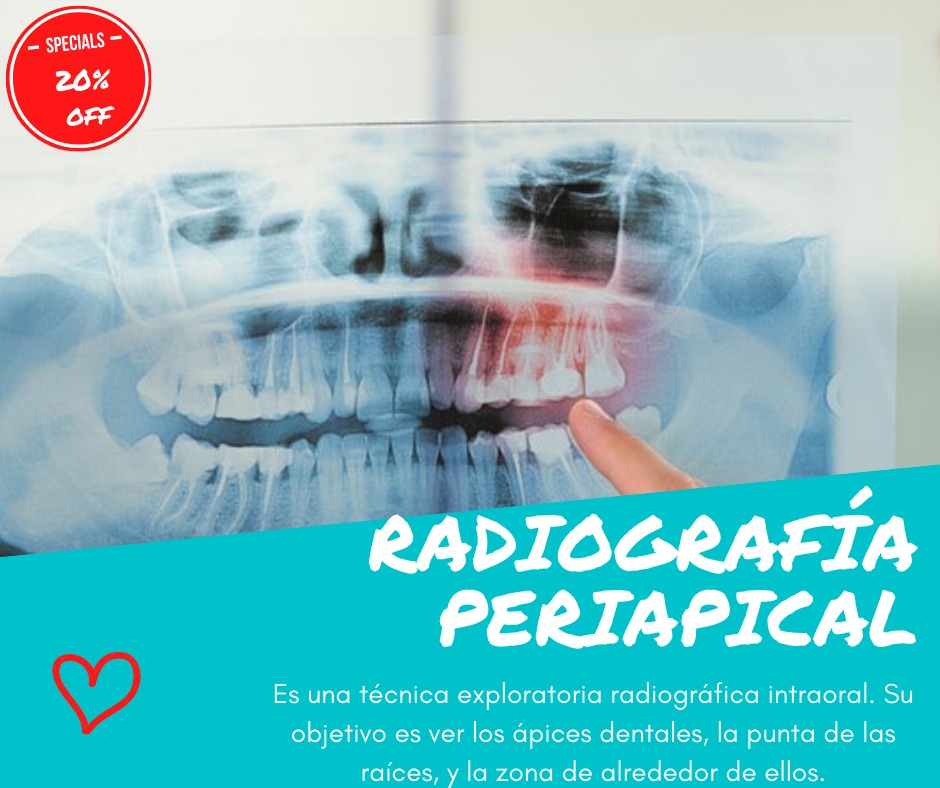 – SPECIALS –
20%
OFF
RADIOGRAFÍA
PERIAPICAL
Es una técnica exploratoria radiográfica intraoral. Su
objetivo es ver los ápices dentales, la punta de las
raíces, y la zona de alrededor de ellos.